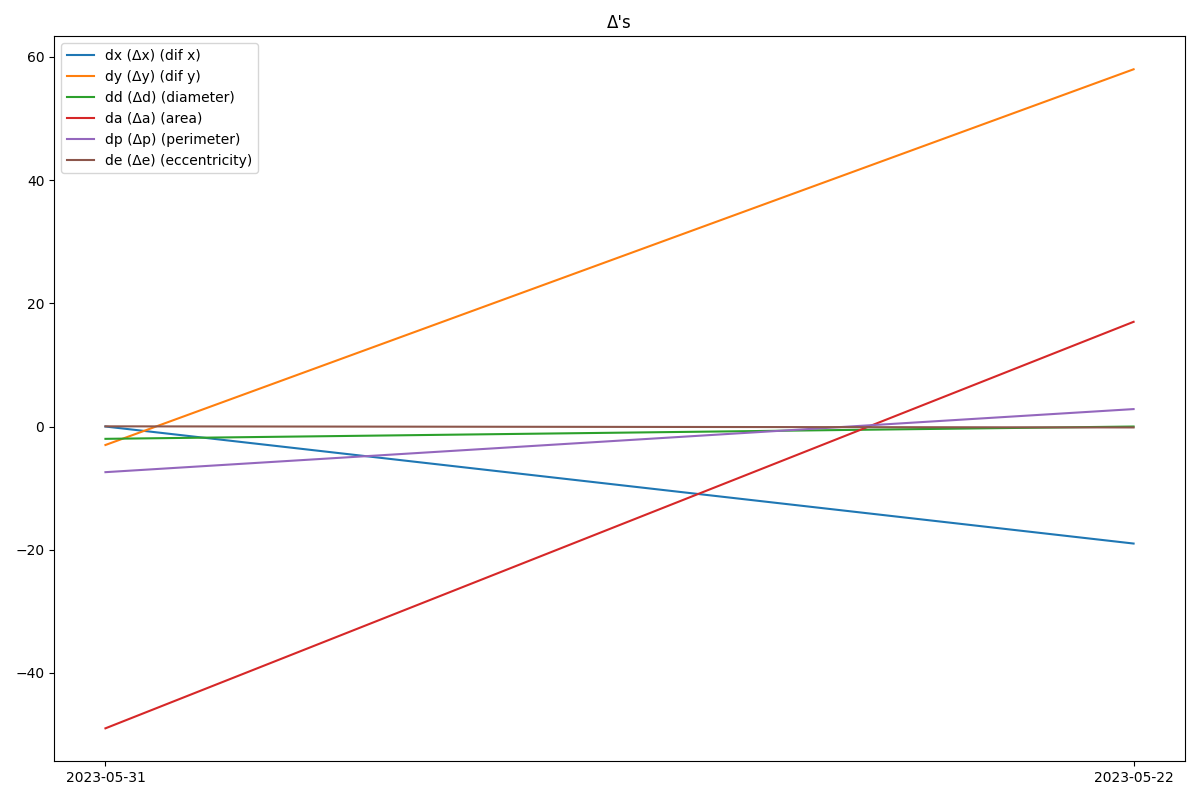 Δ's
dx (Δx) (dif x)
dy (Δy) (dif y)
dd (Δd) (diameter)
da (Δa) (area)
dp (Δp) (perimeter)
de (Δe) (eccentricity)
60
40
20
0
−20
−40
2023-05-31 2023-05-22